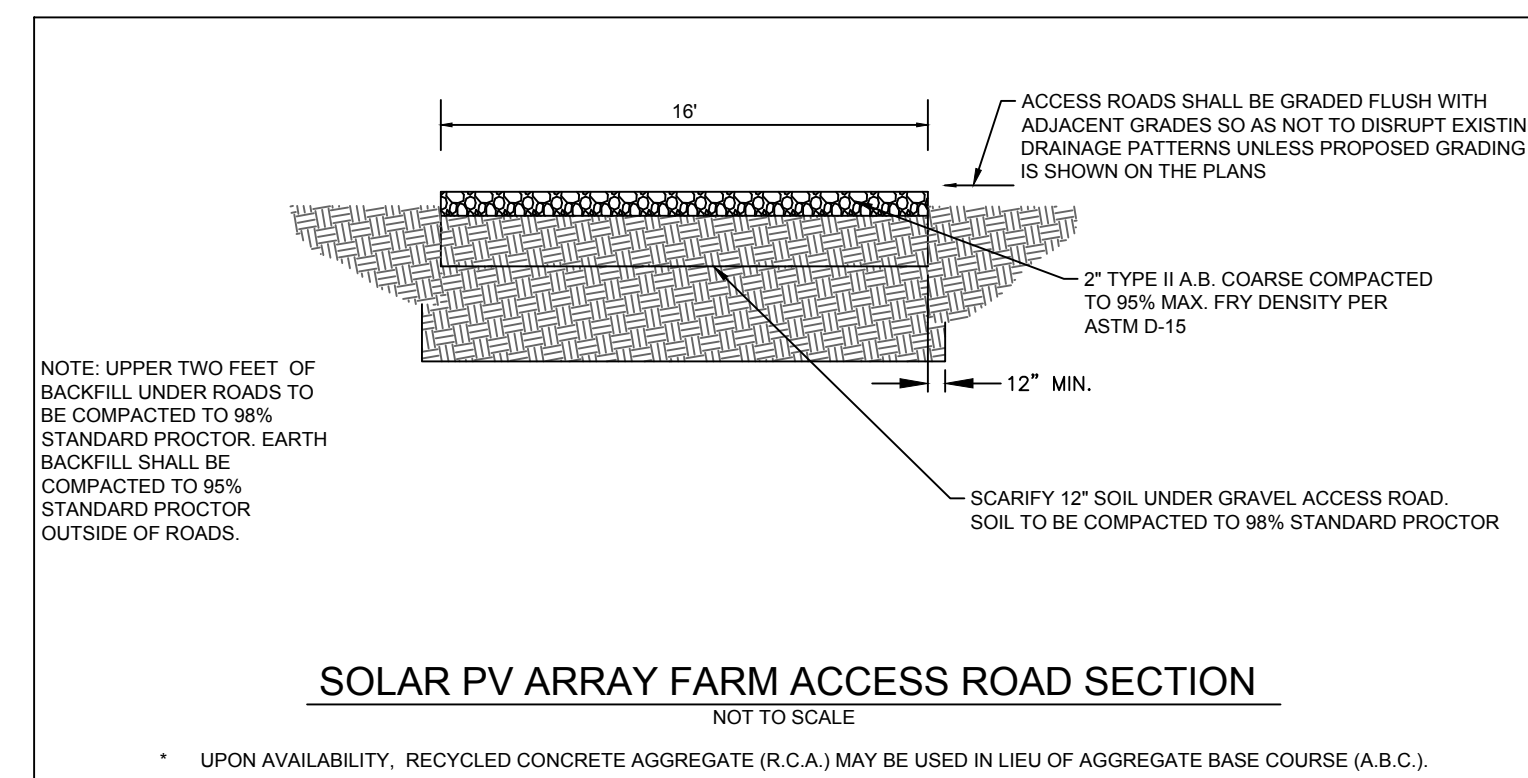 16'
ACCESS ROADS SHALL BE GRADED FLUSH WITH
ADJACENT GRADES SO AS NOT TO DISRUPT EXISTIN
DRAINAGE PATTERNS UNLESS PROPOSED GRADING
IS SHOWN ON THE PLANS
2" TYPE II A.B. COARSE COMPACTED
TO 95% MAX. FRY DENSITY PER
ASTM D-15
12" MIN.
NOTE: UPPER TWO FEET OF
BACKFILL UNDER ROADS TO
BE COMPACTED TO 98%
STANDARD PROCTOR. EARTH
BACKFILL SHALL BE
COMPACTED TO 95%
STANDARD PROCTOR
OUTSIDE OF ROADS.
SCARIFY 12" SOIL UNDER GRAVEL ACCESS ROAD.
SOIL TO BE COMPACTED TO 98% STANDARD PROCTOR
SOLAR PV ARRAY FARM ACCESS ROAD SECTION
NOT TO SCALE
* UPON AVAILABILITY, RECYCLED CONCRETE AGGREGATE (R.C.A.) MAY BE USED IN LIEU OF AGGREGATE BASE COURSE (A.B.C.).